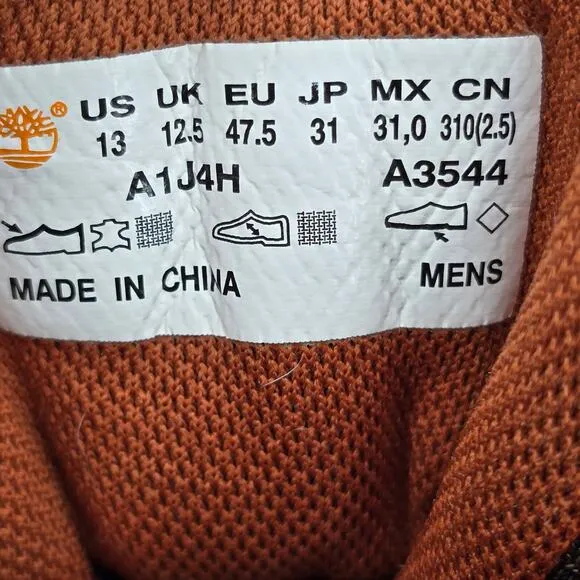 ® US UK EU JP MX CN
13 12.5 47.5 31 31,0 310(2.5)
A1J4H A3544
MADE IN CHINA MENS